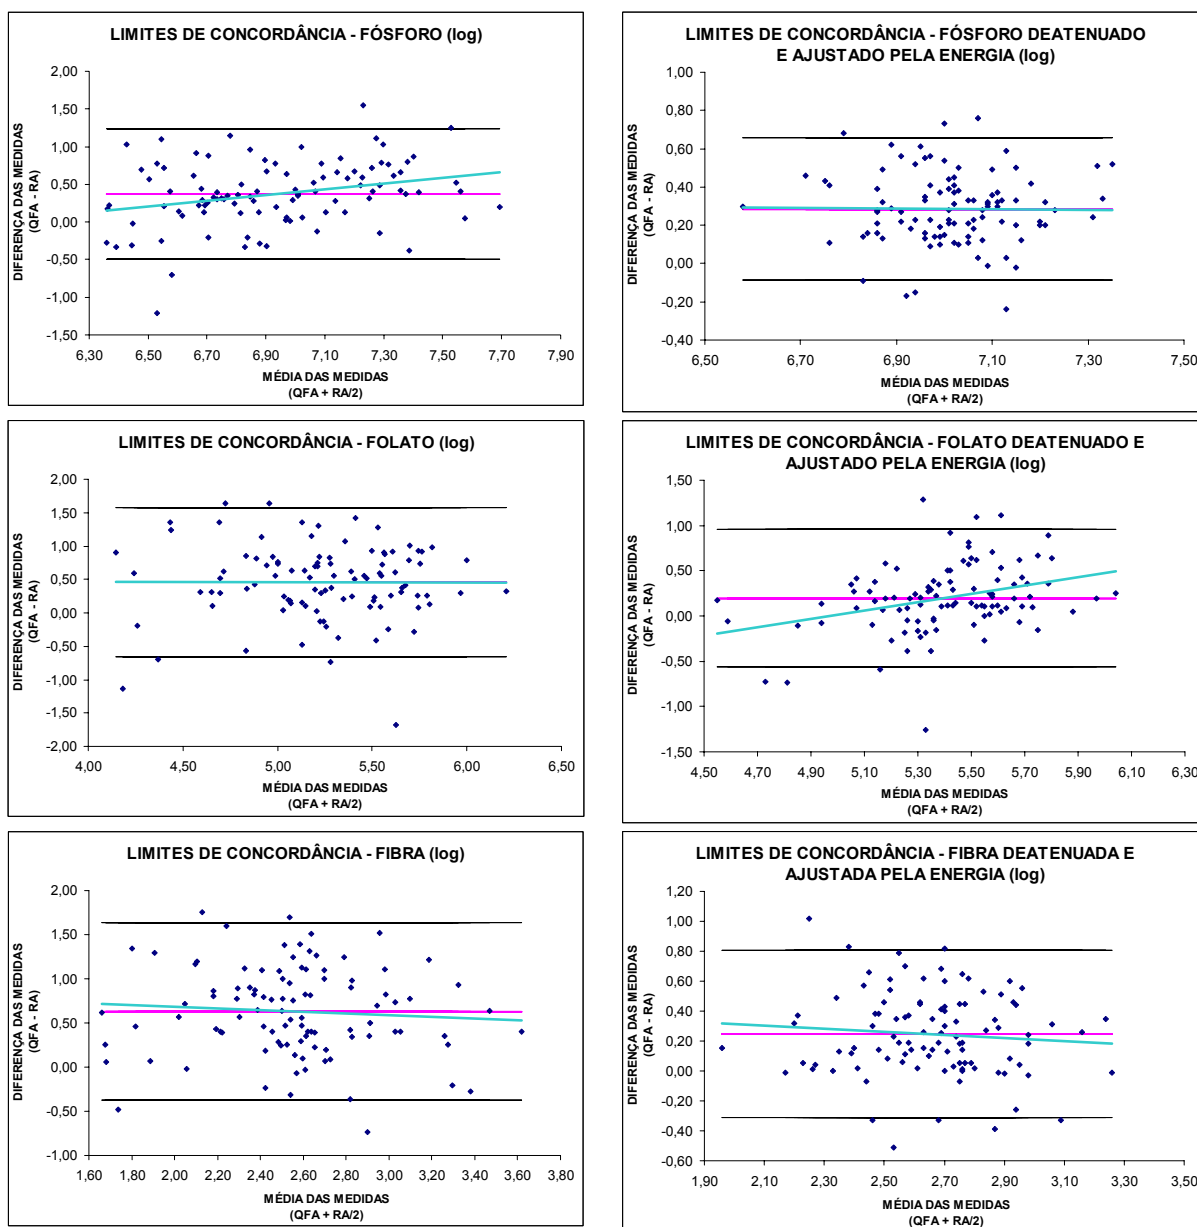 LIMITES DE CONCORDÂNCIA - FÓSFORO (log)
DIFERENÇA DAS MEDIDAS
(QFA - RA)
2,00
1,50
1,00
0,50
0,00
-0,50
-1,00
-1,50
6,30 6,50 6,70 6,90 7,10 7,30 7,50 7,70 7,90
MÉDIA DAS MEDIDAS
(QFA + RA/2)
LIMITES DE CONCORDÂNCIA - FÓSFORO DEATENUADO
E AJUSTADO PELA ENERGIA (log)
DIFERENÇA DAS MEDIDAS
(QFA - RA)
1,00
0,80
0,60
0,40
0,20
0,00
-0,20
-0,40
6,50 6,70 6,90 7,10 7,30 7,50
MÉDIA DAS MEDIDAS
(QFA + RA/2)
LIMITES DE CONCORDÂNCIA - FOLATO (log)
DIFERENÇA DAS MEDIDAS
(QFA - RA)
2,00
1,50
1,00
0,50
0,00
-0,50
-1,00
-1,50
-2,00
4,00 4,50 5,00 5,50 6,00 6,50
MÉDIA DAS MEDIDAS
(QFA + RA/2)
LIMITES DE CONCORDÂNCIA - FOLATO DEATENUADO E
AJUSTADO PELA ENERGIA (log)
DIFERENÇA DAS MEDIDAS
(QFA - RA)
1,50
1,00
0,50
0,00
-0,50
-1,00
-1,50
4,50 4,70 4,90 5,10 5,30 5,50 5,70 5,90 6,10 6,30
MÉDIA DAS MEDIDAS
(QFA + RA/2)
LIMITES DE CONCORDÂNCIA - FIBRA (log)
DIFERENÇA DAS MEDIDAS
(QFA - RA)
2,00
1,50
1,00
0,50
0,00
-0,50
-1,00
1,60 2,00 2,40 2,80 3,20 3,60 4,00
MÉDIA DAS MEDIDAS
(QFA + RA/2)
LIMITES DE CONCORDÂNCIA - FIBRA DEATENUADA E
AJUSTADA PELA ENERGIA (log)
DIFERENÇA DAS MEDIDAS
(QFA - RA)
1,20
1,00
0,80
0,60
0,40
0,20
0,00
-0,20
-0,40
-0,60
1,90 2,10 2,30 2,50 2,70 2,90 3,10 3,30 3,50
MÉDIA DAS MEDIDAS
(QFA + RA/2)